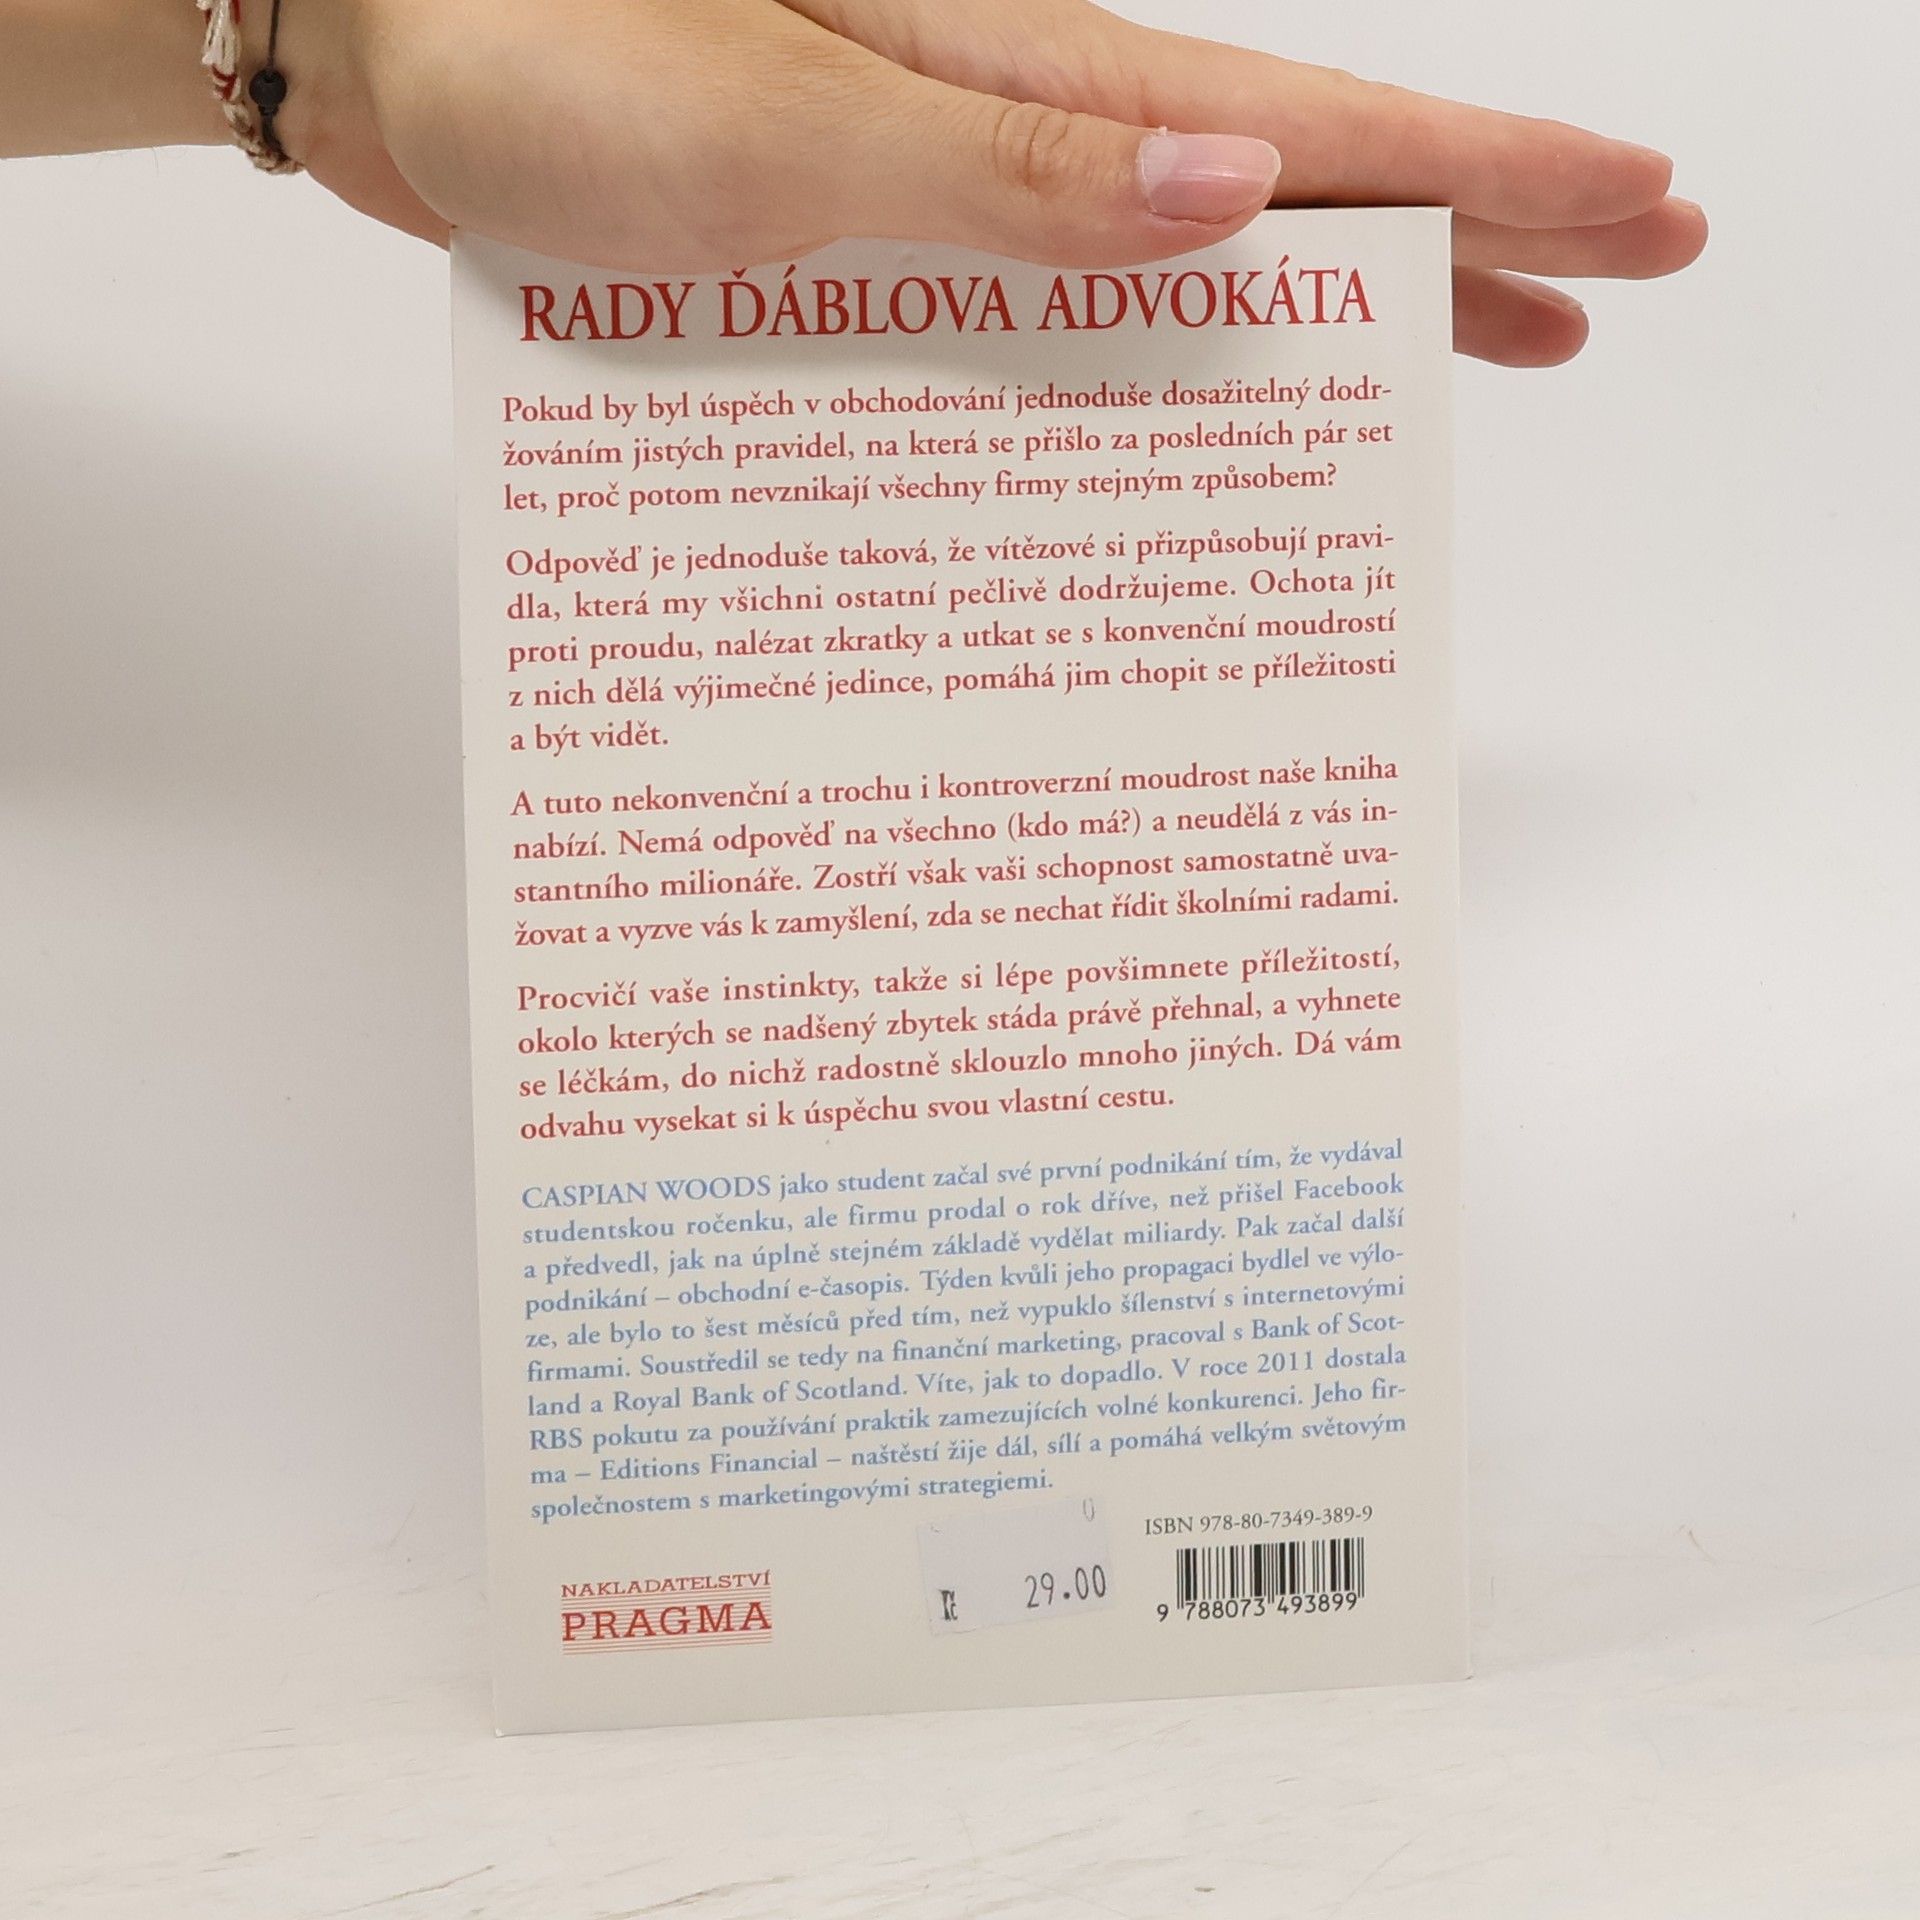 RADY ĎÁBLOVA ADVOKÁTA
Pokud by byl úspěch v obchodování jednoduše dosažitelný dodr-
žováním jistých pravidel, na která se přišlo za posledních pár set
let, proč potom nevznikají všechny firmy stejným způsobem?
Odpověď je jednoduše taková, že vítězové si přizpůsobují pravi-
dla, která my všichni ostatní pečlivě dodržujeme. Ochota jít
proti proudu, nalézat zkratky a utkat se s konvenční moudrostí
z nich dělá výjimečné jedince, pomáhá jim chopit se příležitosti
a být vidět.
A tuto nekonvenční a trochu i kontroverzní moudrost naše kniha
nabízí. Nemá odpověď na všechno (kdo má?) a neudělá z vás in-
stantního milionáře. Zostří však vaši schopnost samostatně uva-
žovat a vyzve vás k zamyšlení, zda se nechat řídit školními radami.
Procvičí vaše instinkty, takže si lépe povšimnete příležitostí,
okolo kterých se nadšený zbytek stáda právě přehnal, a vyhnete
se léčkám, do nichž radostně sklouzlo mnoho jiných. Dá vám
odvahu vysekat si k úspěchu svou vlastní cestu.
CASPIAN WOODS jako student začal své první podnikání tím, že vydával
studentskou ročenku, ale firmu prodal o rok dříve, než přišel Facebook
a předvedl, jak na úplně stejném základě vydělat miliardy. Pak začal další
podnikání – obchodní e-časopis. Týden kvůli jeho propagaci bydlel ve výlo-
ze, ale bylo to šest měsíců před tím, než vypuklo šílenství s internetovými
firmami. Soustředil se tedy na finanční marketing, pracoval s Bank of Scot-
land a Royal Bank of Scotland. Víte, jak to dopadlo. V roce 2011 dostala
RBS pokutu za používání praktik zamezujících volné konkurenci. Jeho fir-
ma – Editions Financial – naštěstí žije dál, sílí a pomáhá velkým světovým
společnostem s marketingovými strategiemi.
0
Kč 29.00
ISBN 978-80-7349-389-9
9 788073 493899
NAKLADATELSTVÍ
PRAGMA